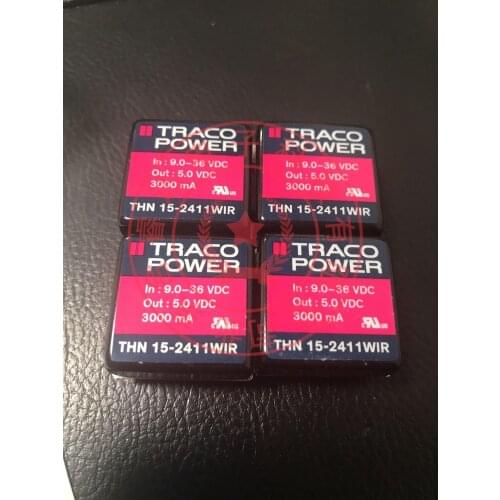 TRACO
POWER
In : 9.0–36 VDC
Out : 5.0 VDC
3000 mA
THN 15-2411WIR
TRACO
POWER
In : 9.0–36 VDC
Out : 5.0 VDC
3000 mA
THN 15-2411WIR
TRACO
POWER
In : 9.0–36 VDC
Out : 5.0 VDC
3000 mA
THN 15-2411WIR
TRACO
POWER
In : 9.0–36 VDC
Out : 5.0 VDC
3000 mA
THN 15-2411WIR